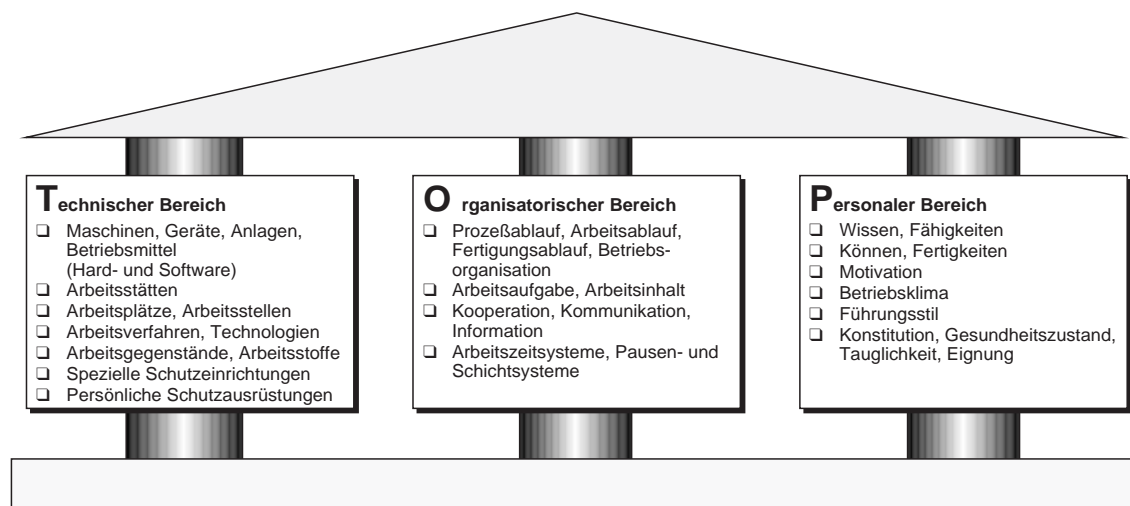 Technischer Bereich
❏ Maschinen, Geräte, Anlagen,
Betriebsmittel
(Hard- und Software)
❏ Arbeitsstätten
❏ Arbeitsplätze, Arbeitsstellen
❏ Arbeitsverfahren, Technologien
❏ Arbeitsgegenstände, Arbeitsstoffe
❏ Spezielle Schutzeinrichtungen
❏ Persönliche Schutzausrüstungen
O rganisatorischer Bereich
❏ Prozeßablauf, Arbeitsablauf,
Fertigungsablauf, Betriebs-
organisation
❏ Arbeitsaufgabe, Arbeitsinhalt
❏ Kooperation, Kommunikation,
Information
❏ Arbeitszeitsysteme, Pausen- und
Schichtsysteme
Personaler Bereich
❏ Wissen, Fähigkeiten
❏ Können, Fertigkeiten
❏ Motivation
❏ Betriebsklima
❏ Führungsstil
❏ Konstitution, Gesundheitszustand,
Tauglichkeit, Eignung